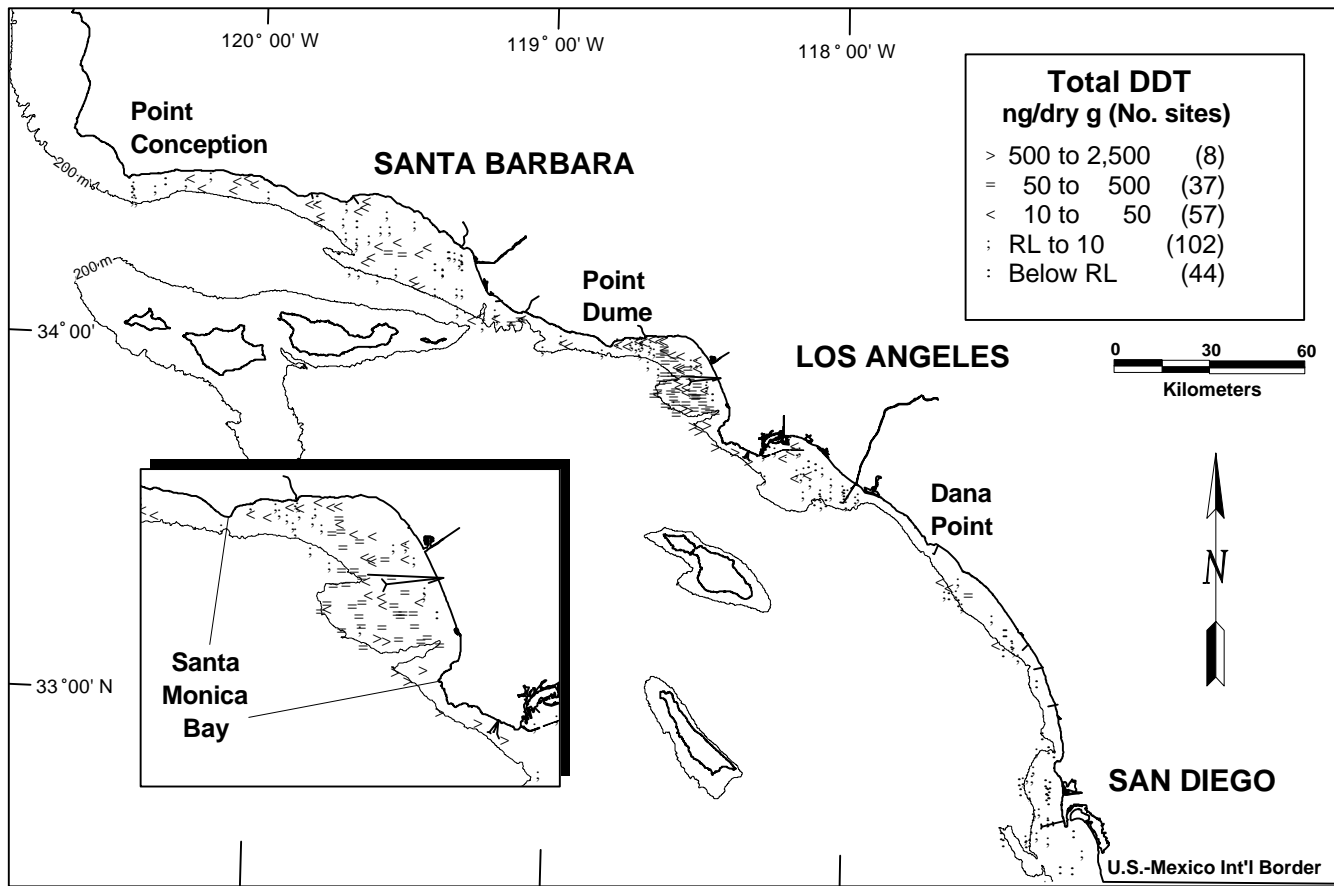 120° 00' W
119° 00' W
118° 00' W
Total DDT
ng/dry g (No. sites)
> 500 to 2,500 (8)
= 50 to 500 (37)
< 10 to 50 (57)
; RL to 10 (102)
: Below RL (44)
Point
Conception
SANTA BARBARA
200 m
200 m
Point
Dume
34° 00'
LOS ANGELES
0 30 60
Kilometers
Dana
Point
N
Santa
Monica
Bay
33° 00' N
SAN DIEGO
U.S.-Mexico Int'l Border